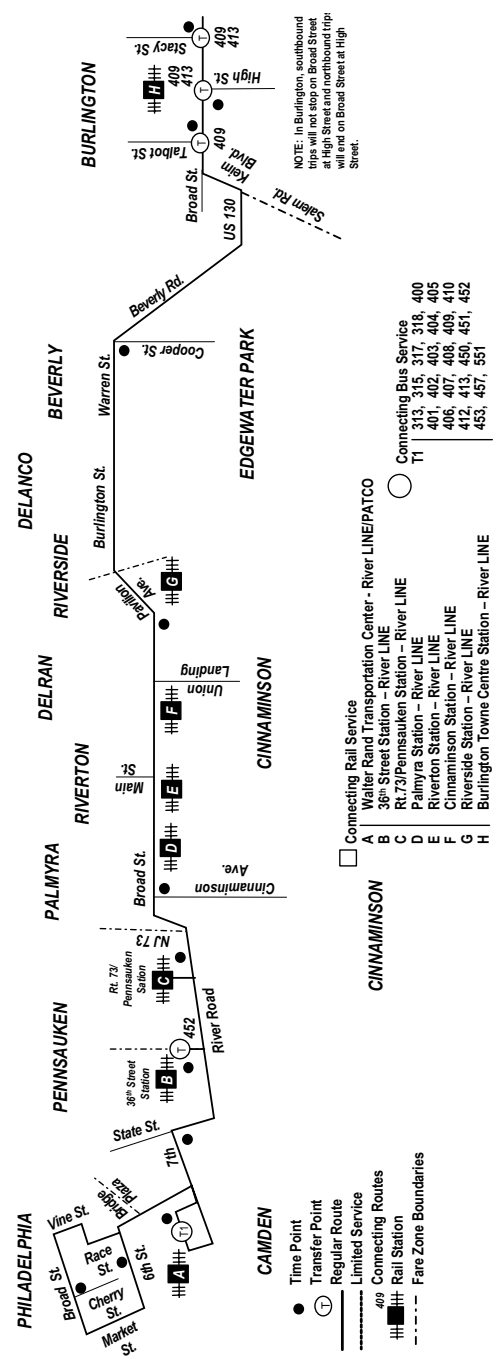 PHILADELPHIA
PENNSAUKEN
PALMYRA
RIVERTON
DELRAN
RIVERSIDE
DELANCO
BEVERLY
BURLINGTON
Vine St.
Bridge
Plaza
Broad St.
Race
St.
Cherry
St.
Market
St.
6th St.
T1
A
7th
State St.
36th Street
Station
B
T
452
River Road
Rt. 73/
Pennsauken
Sation
C
NJ 73
Broad St.
Cinnaminson
Ave.
D
E
Main
St.
F
Union
Landing
Pavilion
Ave.
G
Burlington St.
Warren St.
Cooper St.
Beverly Rd.
US 130
Salem Rd.
Keim
Blvd.
Broad St.
Talbot St.
T
409
H
409
413
T
High St.
Stacy St.
T
409
413
NOTE: In Burlington, southbound
trips will not stop on Broad Street
at High Street and northbound trips
will end on Broad Street at High
Street.
CAMDEN
CINNAMINSON
CINNAMINSON
EDGEWATER PARK
Time Point
T Transfer Point
Regular Route
Limited Service
409 Connecting Routes
Rail Station
Fare Zone Boundaries
Connecting Rail Service
A Walter Rand Transportation Center - River LINE/PATCO
B 36th Street Station – River LINE
C Rt.73/Pennsauken Station – River LINE
D Palmyra Station – River LINE
E Riverton Station – River LINE
F Cinnaminson Station – River LINE
G Riverside Station – River LINE
H Burlington Towne Centre Station – River LINE
Connecting Bus Service
T1 313, 315, 317, 318, 400
401, 402, 403, 404, 405
406, 407, 408, 409, 410
412, 413, 450, 451, 452
453, 457, 551